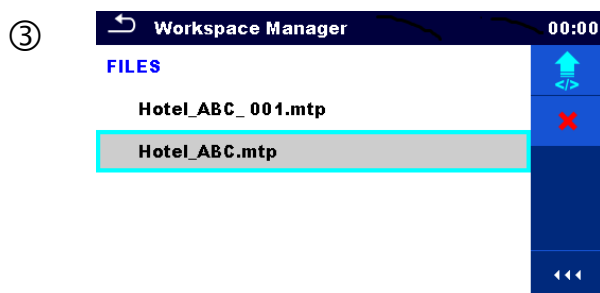 ③
Workspace Manager 00:00
FILES
</>
Hotel_ABC_ 001.mtp
Hotel_ABC.mtp